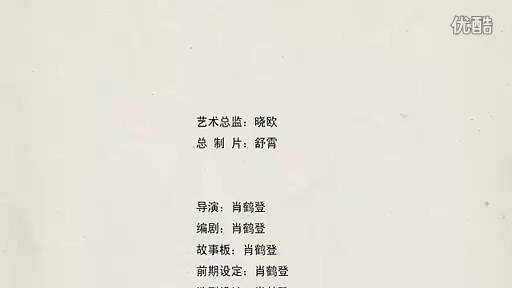 优酷
艺术总监：晓欧
总 制 片：舒霄
导演：肖鹤登
编剧：肖鹤登
故事板：肖鹤登
前期设定：肖鹤登